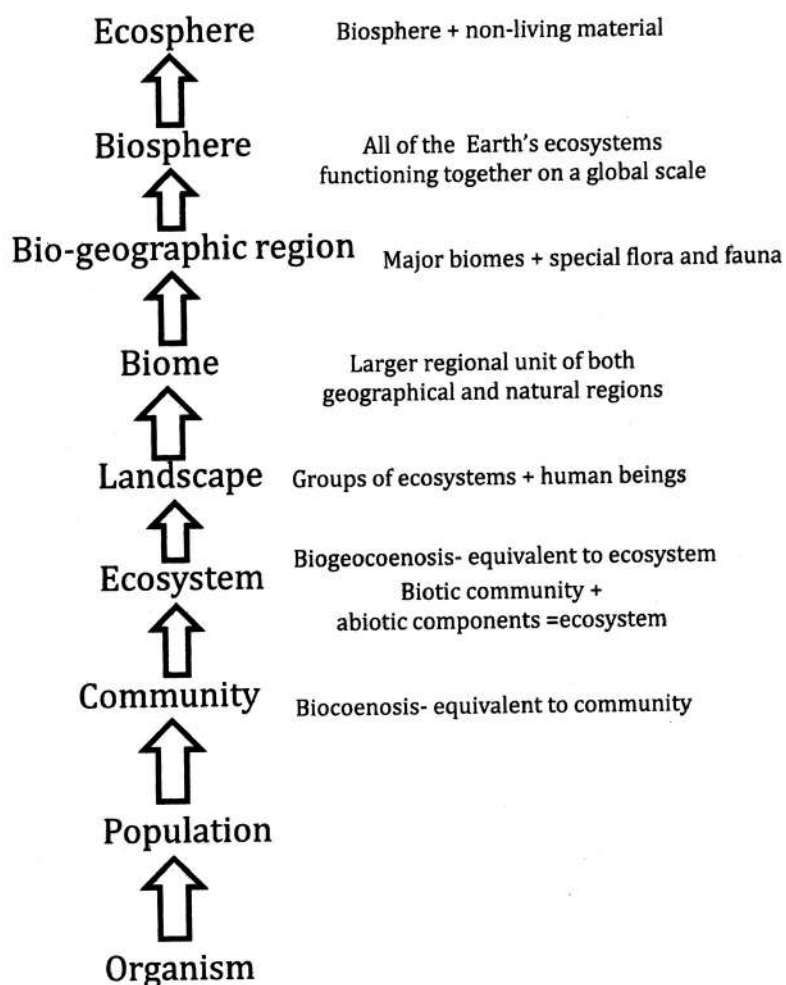 Ecosphere Biosphere + non-living material
Biosphere All of the Earth's ecosystems
functioning together on a global scale
Bio-geographic region Major biomes + special flora and fauna
Biome Larger regional unit of both
geographical and natural regions
Landscape Groups of ecosystems + human beings
Biogeocoenosis- equivalent to ecosystem
Ecosystem Biotic community +
abiotic components =ecosystem
Community Biocoenosis- equivalent to community
Population
Organism